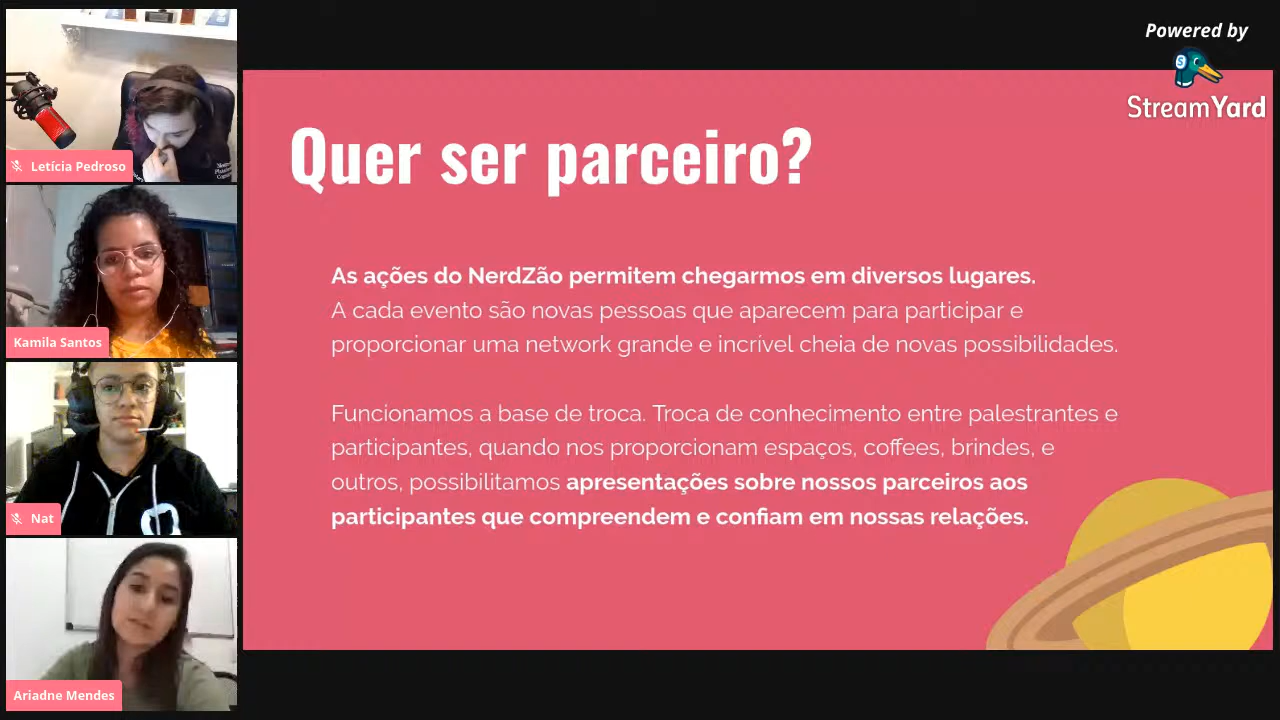 Powered by
StreamYard
Quer ser parceiro?
As ações do NerdZão permitem chegarmos em diversos lugares.
A cada evento são novas pessoas que aparecem para participar e
proporcionar uma network grande e incrível cheia de novas possibilidades.
Funcionamos a base de troca. Troca de conhecimento entre palestrantes e
participantes, quando nos proporcionam espaços, coffees, brindes, e
outros, possibilitamos apresentações sobre nossos parceiros aos
participantes que compreendem e confiam em nossas relações.
Letícia Pedroso
Kamila Santos
Nat
Ariadne Mendes